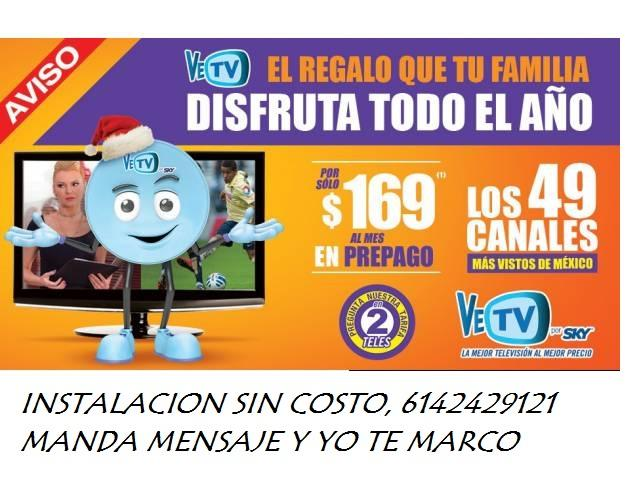 AVISO
VeTV EL REGALO QUE TU FAMILIA
DISFRUTA TODO EL AÑO
VeTV
por SKY
POR SÓLO
$169 (1)
AL MES
EN PREPAGO
LOS 49
CANALES
MÁS VISTOS DE MÉXICO
PREGUNTA NUESTRA TARIFA
en
2
TELES
VeTV por SKY
LA MEJOR TELEVISIÓN AL MEJOR PRECIO
INSTALACION SIN COSTO, 6142429121
MANDA MENSAJE Y YO TE MARCO